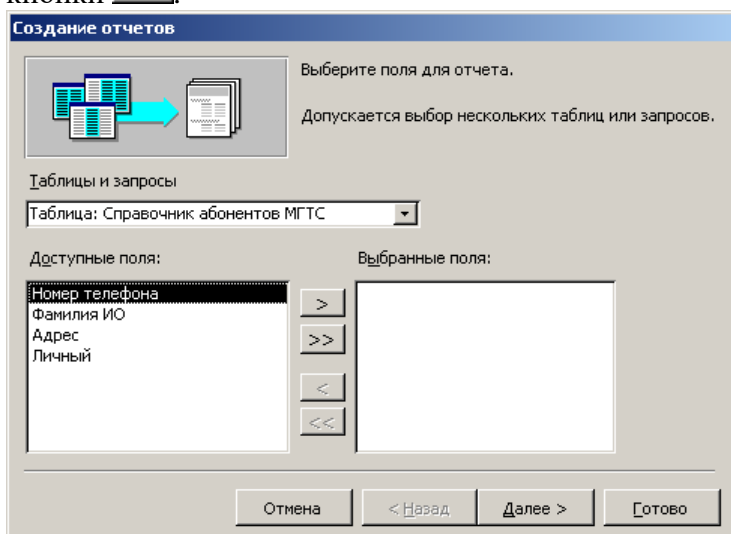 кнопки
Создание отчетов
Выберите поля для отчета.
Допускается выбор нескольких таблиц или запросов.
Таблицы и запросы
Таблица: Справочник абонентов МГТС
Доступные поля:
Выбранные поля:
Номер телефона
Фамилия ИО
Адрес
Личный
>
>>
<
<<
Отмена
< Назад
Далее >
Готово